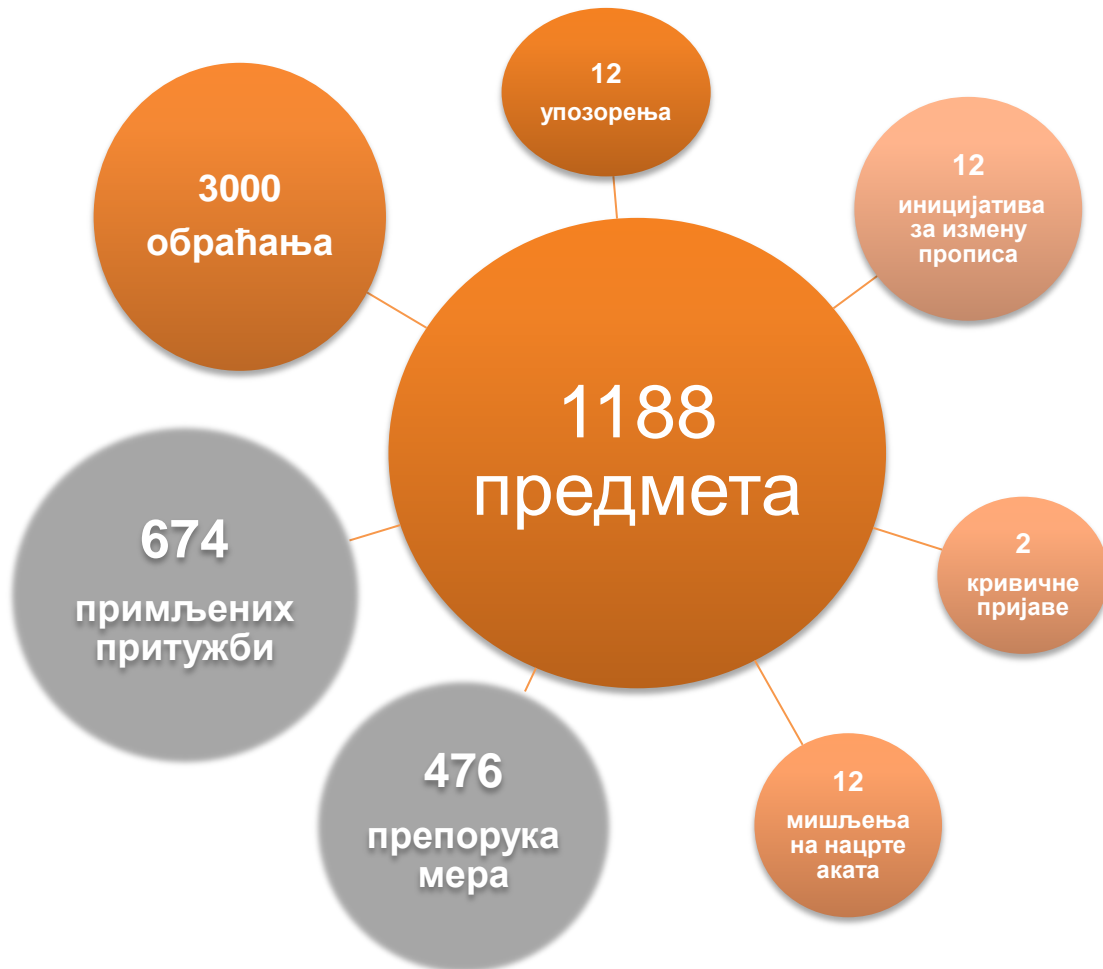 12
упозорења
3000
обраћања
12
иницијатива
за измену
прописа
1188
предмета
674
примљених
притужби
2
кривичне
пријаве
476
препорука
мера
12
мишљења
на нацрте
аката